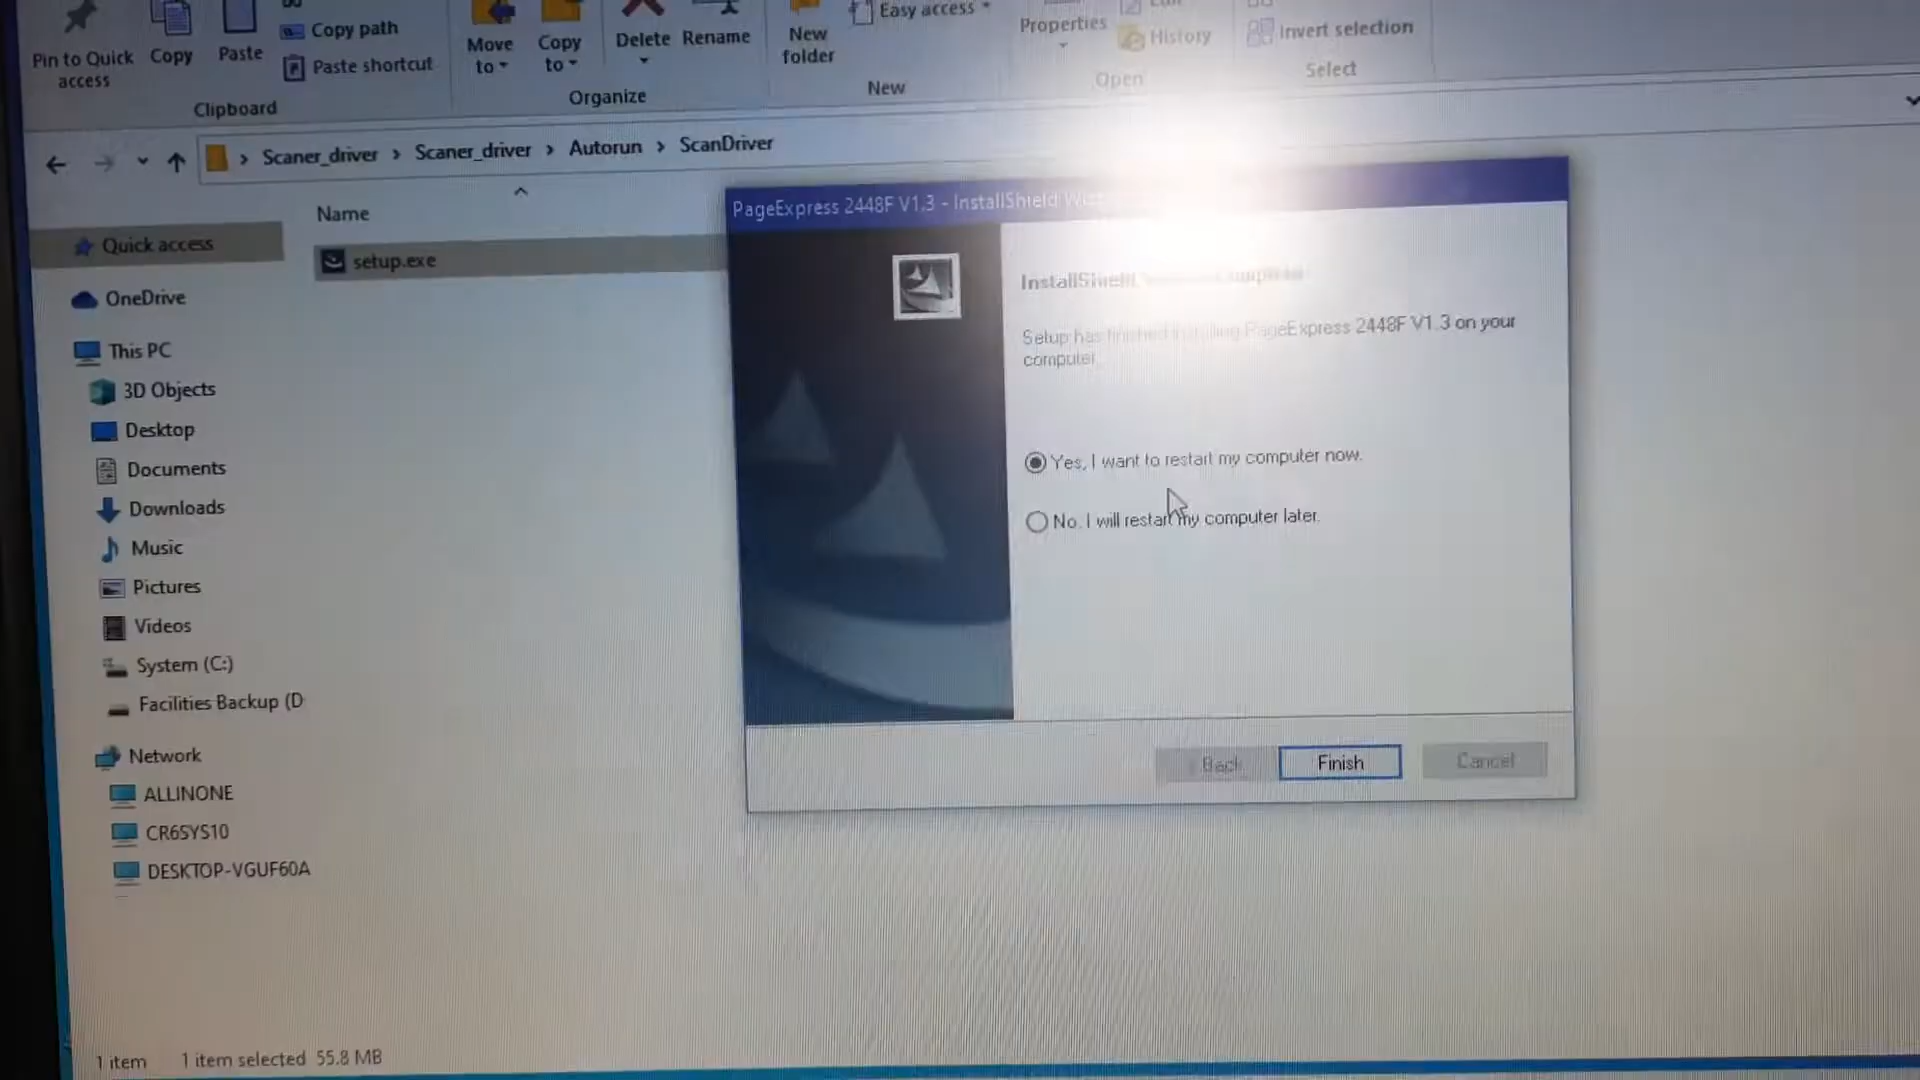 Pin to Quick
access
Copy
Paste
Copy path
Paste shortcut
Clipboard
Move
to
Copy
to
Delete
Rename
Organize
New
folder
Easy access
New
Properties
History
Open
Invert selection
Select
Scaner_driver > Scaner_driver > Autorun > ScanDriver
Name
setup.exe
Quick access
OneDrive
This PC
3D Objects
Desktop
Documents
Downloads
Music
Pictures
Videos
System (C:)
Facilities Backup (D
Network
ALLINONE
CR6SYS10
DESKTOP-VGUF60A
PageExpress 2448F V1.3 - InstallShield
InstallShield
Setup has finished installing PageExpress 2448F V1.3 on your
computer.
Yes, I want to restart my computer now.
No, I will restart my computer later.
Back
Finish
Cancel
1 item
1 item selected 55.8 MB